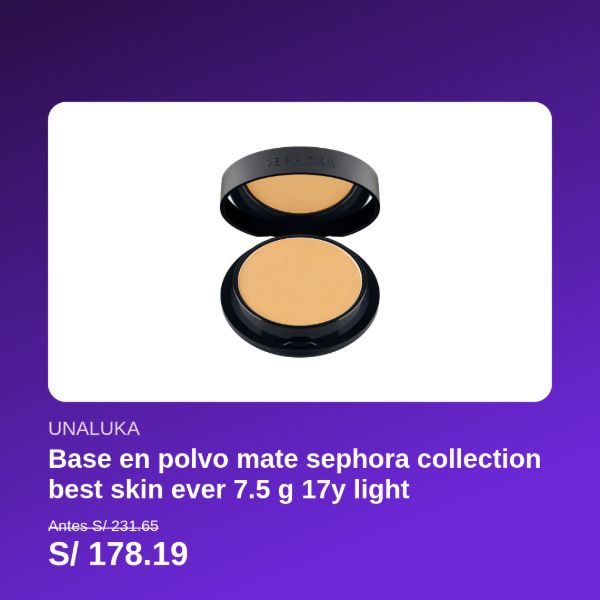 SEPHORA
UNALUKA
Base en polvo mate sephora collection
best skin ever 7.5 g 17y light
Antes S/ 231.65
S/ 178.19